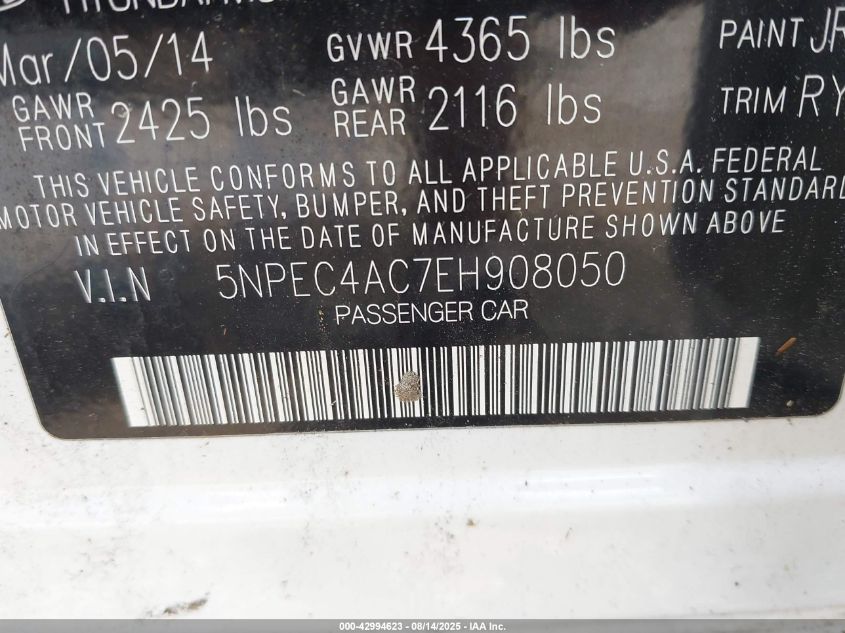 Mar/05/14 GVWR 4365 lbs PAINT
GAWR FRONT 2425 lbs GAWR REAR 2116 lbs TRIM RY
THIS VEHICLE CONFORMS TO ALL APPLICABLE U.S.A. FEDERAL
MOTOR VEHICLE SAFETY, BUMPER, AND THEFT PREVENTION STANDARD
IN EFFECT ON THE DATE OF MANUFACTURE SHOWN ABOVE
V.I.N 5NPEC4AC7EH908050
PASSENGER CAR
000-42994623 - 08/14/2025 - IAA Inc.